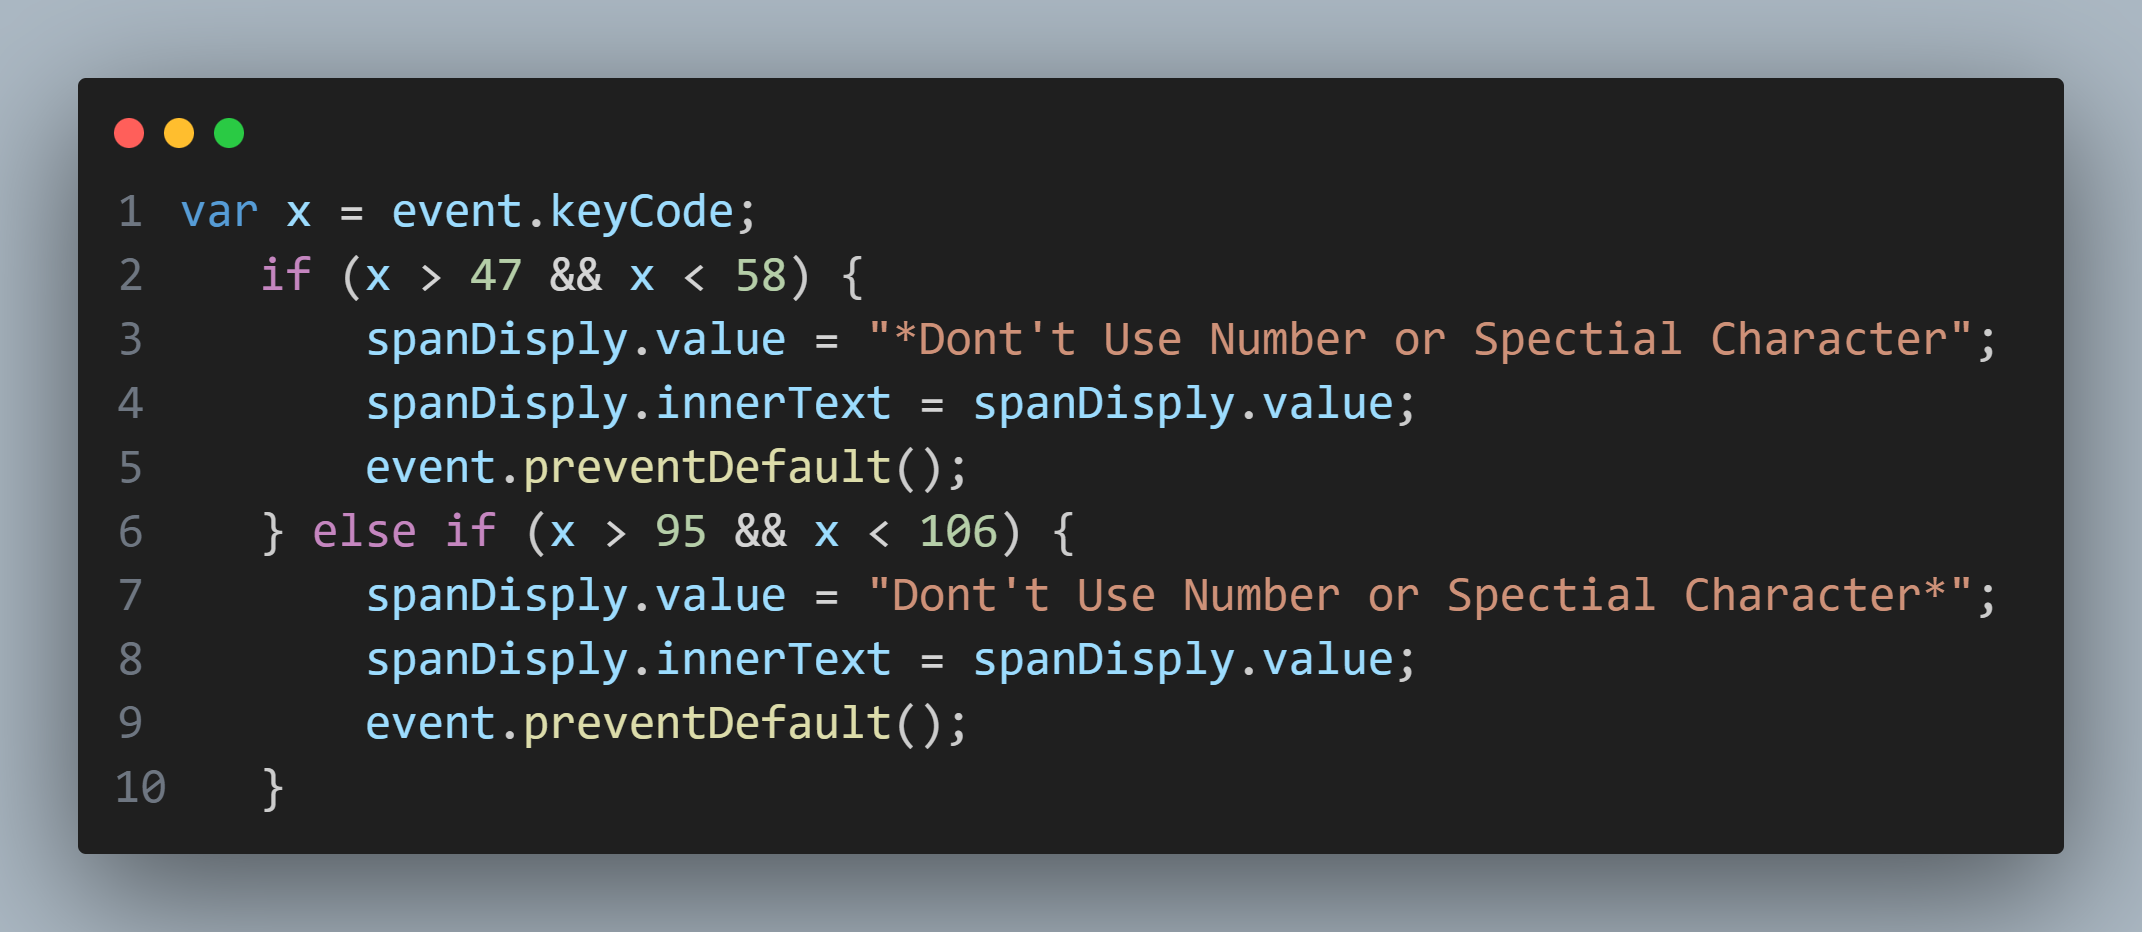 1 var x = event.keyCode;
2    if (x > 47 && x < 58) {
3        spanDisply.value = "*Dont't Use Number or Spectial Character";
4        spanDisply.innerText = spanDisply.value;
5        event.preventDefault();
6    } else if (x > 95 && x < 106) {
7        spanDisply.value = "Dont't Use Number or Spectial Character*";
8        spanDisply.innerText = spanDisply.value;
9        event.preventDefault();
10    }